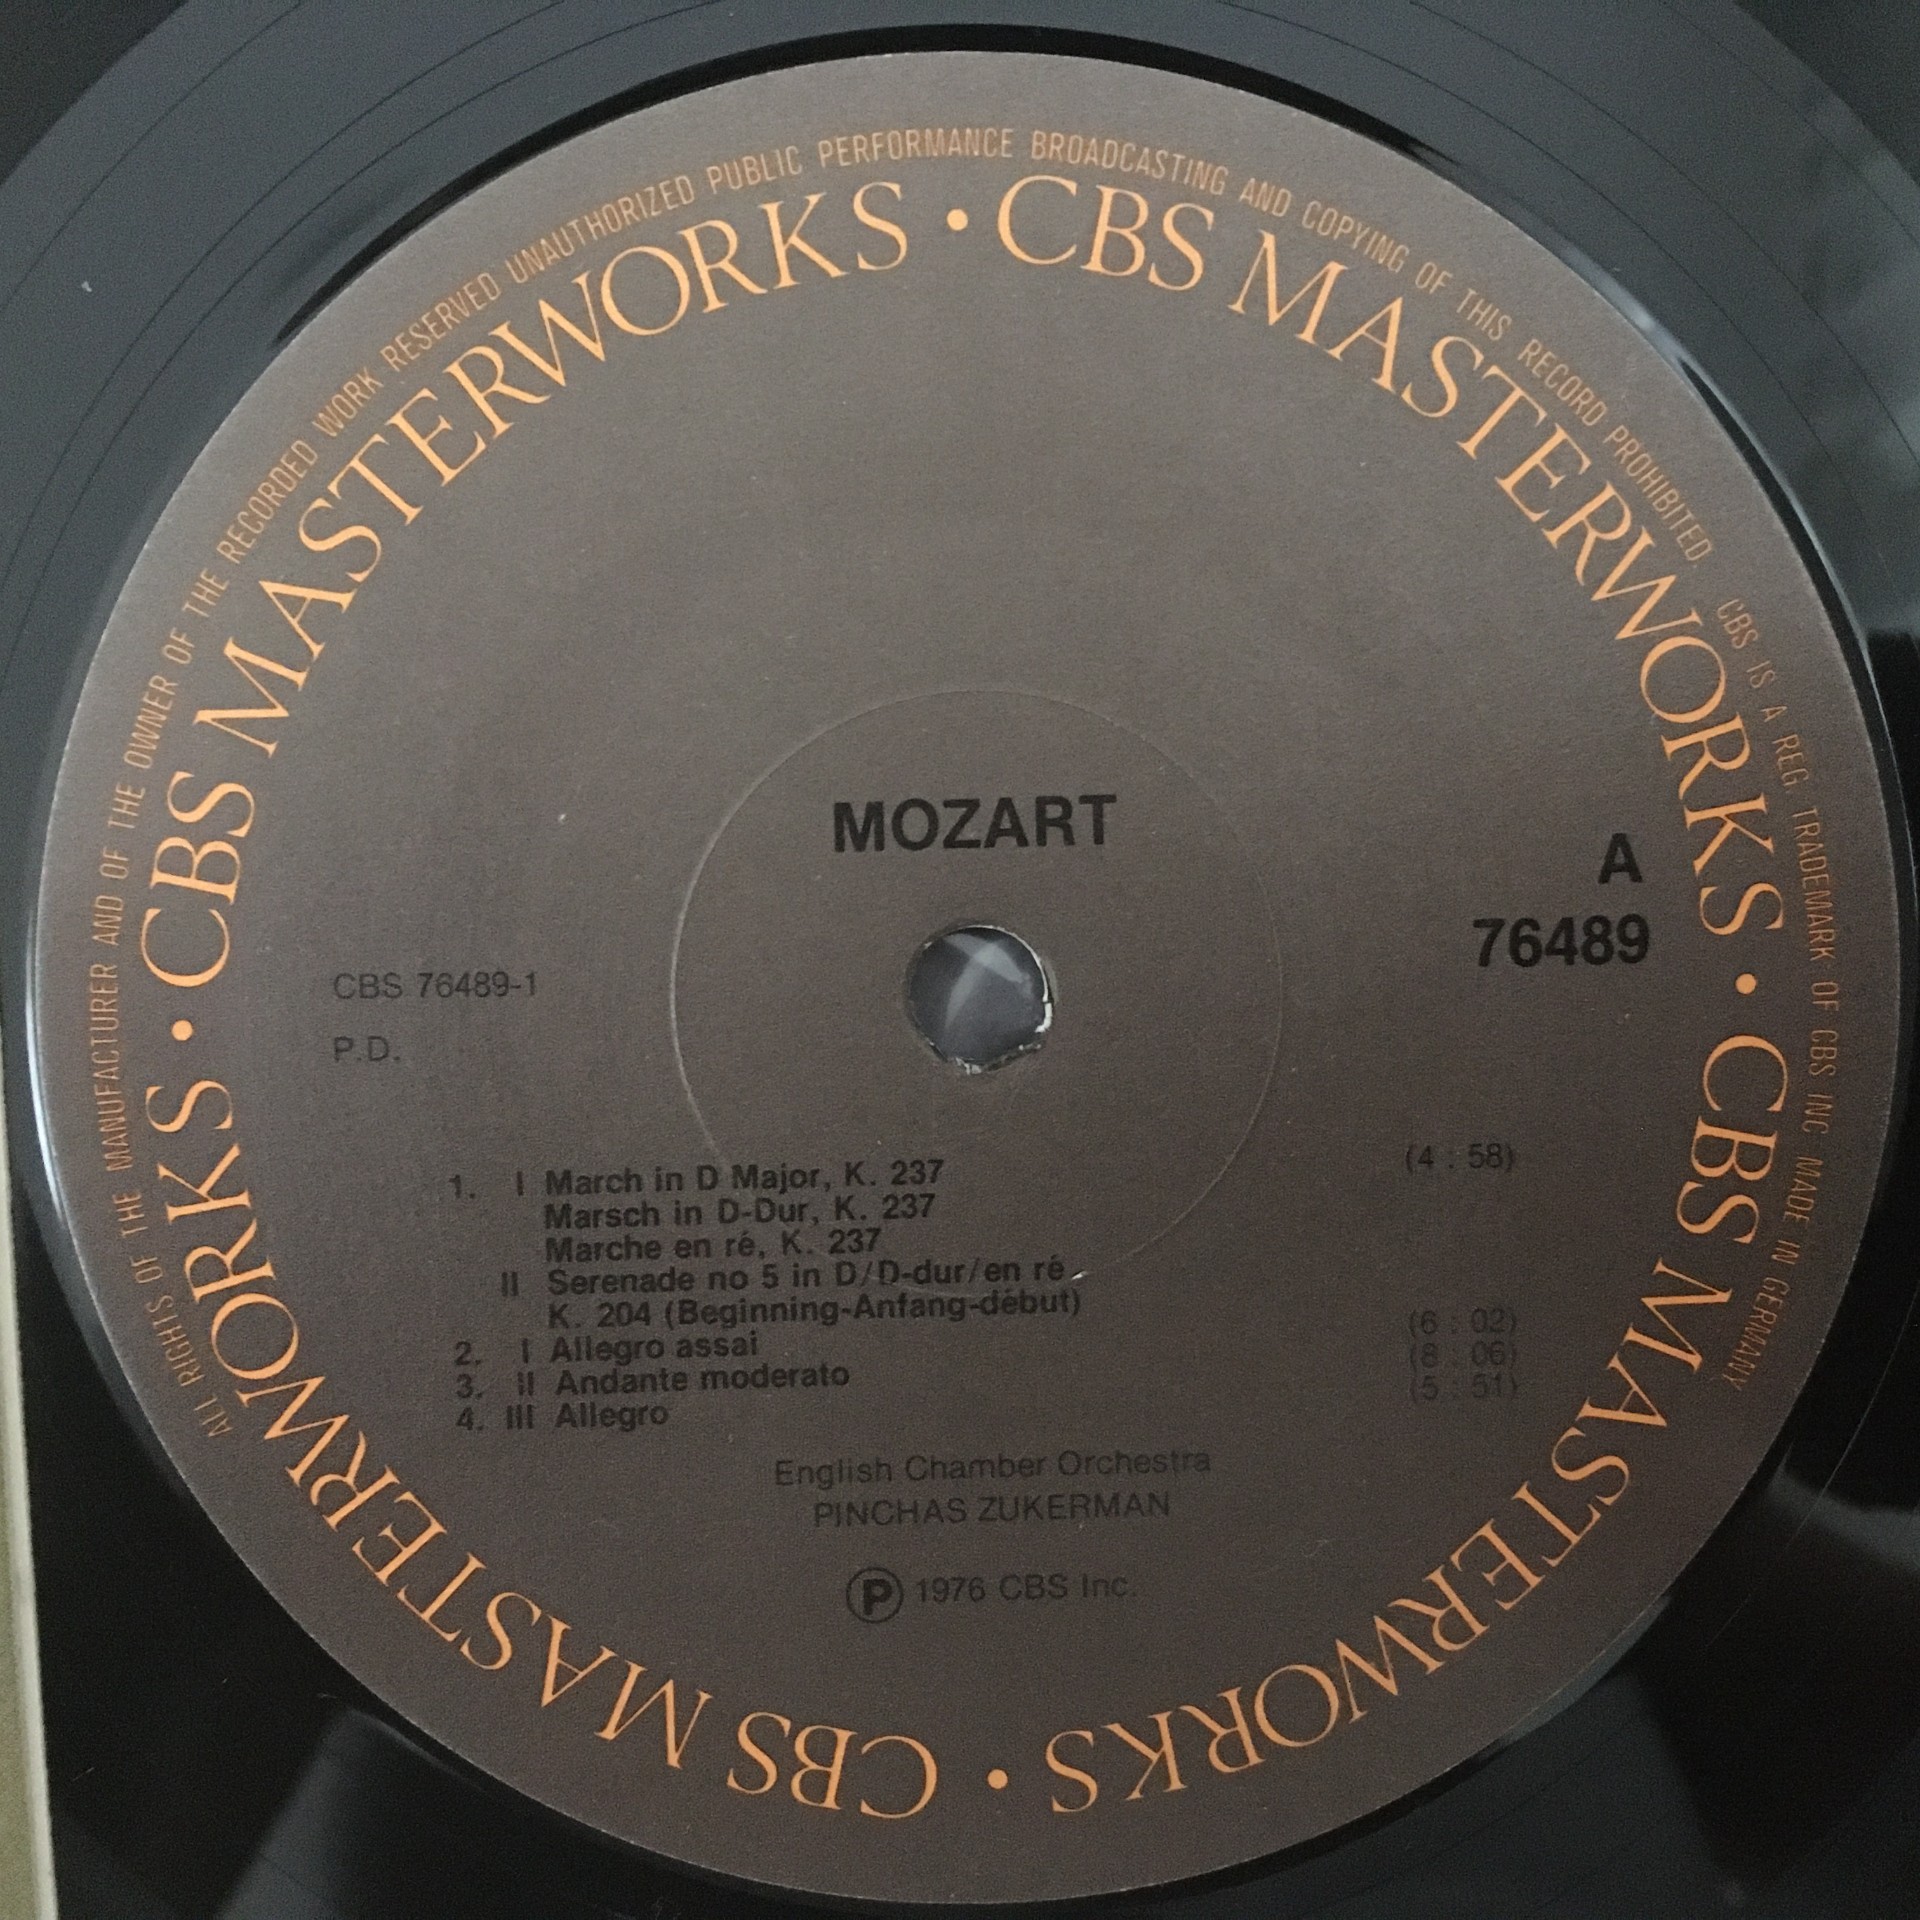 ALL RIGHTS OF THE MANUFACTURER AND OF THE OWNER OF THE RECORDED WORK RESERVED UNAUTHORIZED PUBLIC PERFORMANCE BROADCASTING AND COPYING OF THIS RECORD PROHIBITED. CBS IS A REG. TRADEMARK OF CBS INC MADE IN GERMANY
CBS MASTERWORKS • CBS MASTERWORKS • CBS MASTERWORKS • CBS MASTERWORKS •
MOZART
A
76489
CBS 76489-1
P.D.
1. I March in D Major, K. 237 (4 : 58)
Marsch in D-Dur, K. 237
Marche en ré, K. 237
II Serenade no 5 in D/D-dur/en ré,
K. 204 (Beginning-Anfang-début)
2. I Allegro assai (6 : 02)
3. II Andante moderato (8 : 06)
4. III Allegro (5 : 51)
English Chamber Orchestra
PINCHAS ZUKERMAN
Ⓟ 1976 CBS Inc.